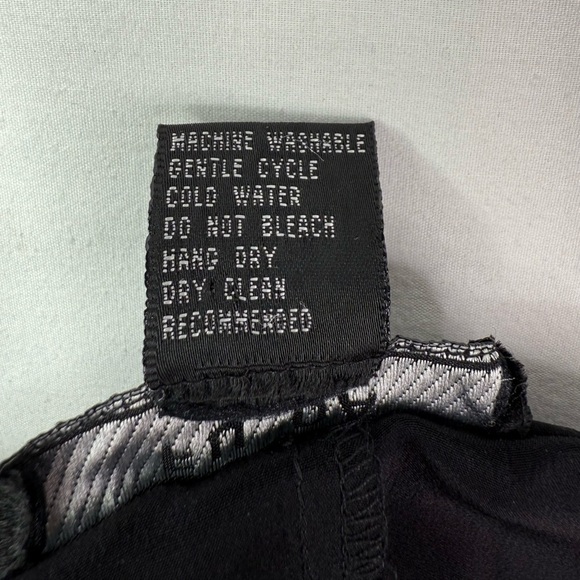 MACHINE WASHABLE
GENTLE CYCLE
COLD WATER
DO NOT BLEACH
HANG DRY
DRY CLEAN
RECOMMENDED